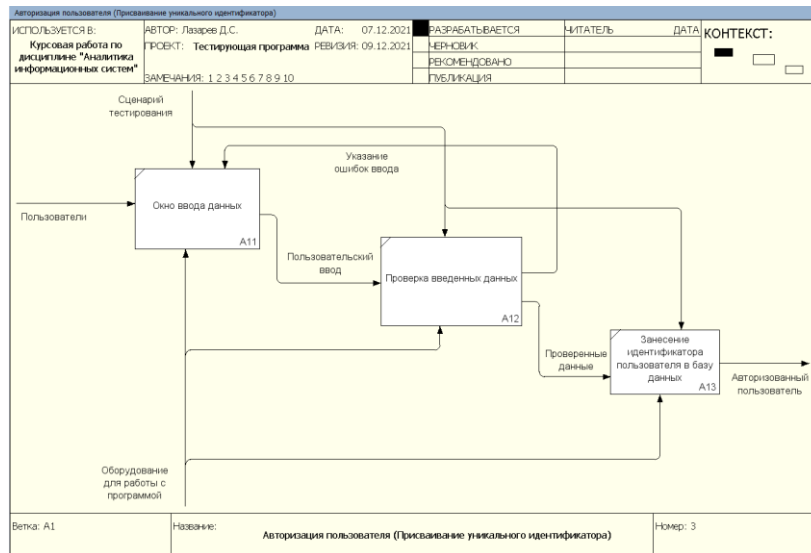 Авторизация пользователя (Присваивание уникального идентификатора)
ИСПОЛЬЗУЕТСЯ В:
Курсовая работа по
дисциплине "Аналитика
информационных систем"
АВТОР: Лазарев Д.С.
ДАТА: 07.12.2021
ПРОЕКТ: Тестирующая программа
РЕВИЗИЯ: 09.12.2021
ЗАМЕЧАНИЯ: 1 2 3 4 5 6 7 8 9 10
РАЗРАБАТЫВАЕТСЯ
ЧЕРНОВИК
РЕКОМЕНДОВАНО
ПУБЛИКАЦИЯ
ЧИТАТЕЛЬ
ДАТА
КОНТЕКСТ:
Сценарий
тестирования
Указание
ошибок ввода
Пользователи
Окно ввода данных
A11
Пользовательский
ввод
Проверка введенных данных
A12
Проверенные
данные
Занесение
идентификатора
пользователя в базу
данных
A13
Авторизованный
пользователь
Оборудование
для работы с
программой
Ветка: A1
Название:
Авторизация пользователя (Присваивание уникального идентификатора)
Номер: 3